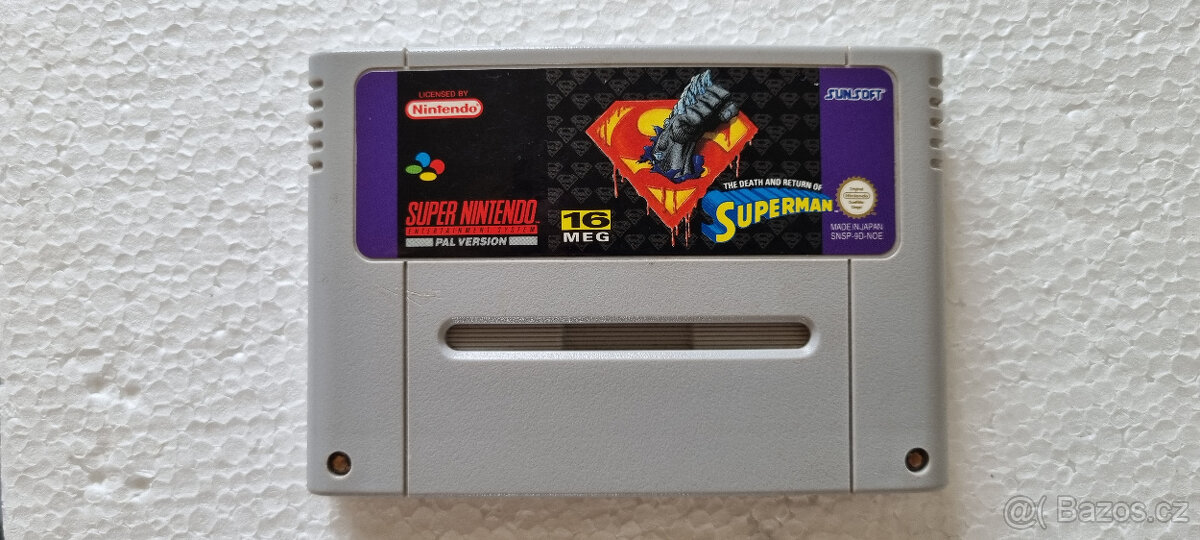 LICENSED BY
Nintendo
SUPER NINTENDO
ENTERTAINMENT SYSTEM
PAL VERSION
16
MEG
THE DEATH AND RETURN OF
SUPERMAN
SUNSOFT
Original
Nintendo
MADE IN JAPAN
SNSP-9D-NOE
@( Bazos.cz